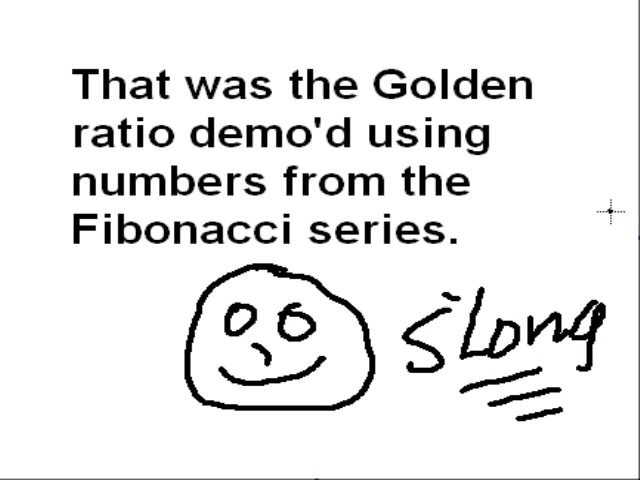 That was the Golden
ratio demo'd using
numbers from the
Fibonacci series.
s'Long